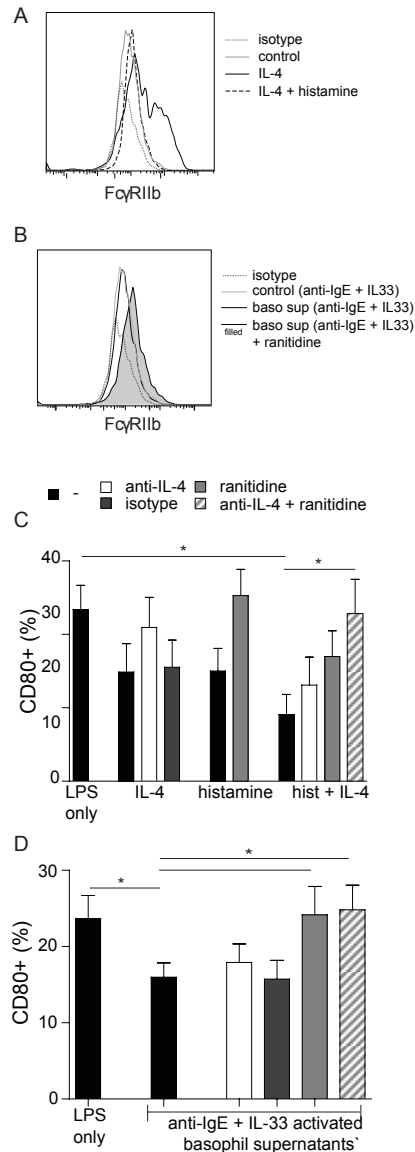 A
isotype
control
IL-4
IL-4 + histamine
FcγRIIb
B
isotype
control (anti-IgE + IL33)
baso sup (anti-IgE + IL33)
baso sup (anti-IgE + IL33)
filled
+ ranitidine
FcγRIIb
-
anti-IL-4
ranitidine
isotype
anti-IL-4 + ranitidine
C
CD80+ (%)
40
30
20
10
0
*
*
LPS
only
IL-4
histamine
hist + IL-4
D
CD80+ (%)
30
20
10
0
*
*
LPS
only
anti-IgE + IL-33 activated
basophil supernatants`